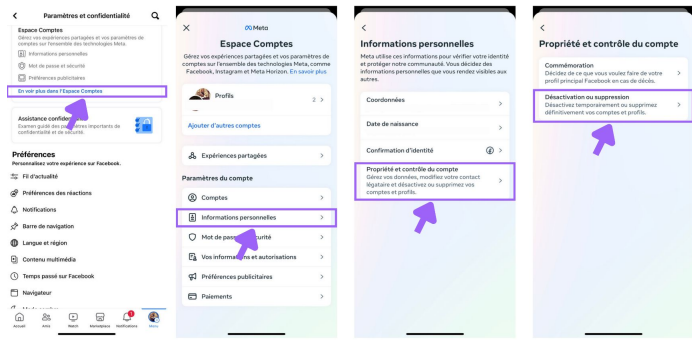 Paramètres et confidentialité
Espace Comptes
Gérez vos expériences partagées et vos paramètres de
comptes sur l'ensemble des technologies Meta.
Informations personnelles
Mot de passe et sécurité
Préférences publicitaires
En voir plus dans l'Espace Comptes
Assistance
Examen guidé des paramètres importants de
confidentialité et de sécurité.
Préférences
Personnalisez votre expérience sur Facebook.
Fil d'actualité
Préférences des réactions
Notifications
Barre de navigation
Langue et région
Contenu multimédia
Temps passé sur Facebook
Navigateur
Accueil
Amis
Watch
Marketplace
Notifications
1
Menu
Meta
Espace Comptes
Gérez vos expériences partagées et vos paramètres de
comptes sur l'ensemble des technologies Meta, comme
Facebook, Instagram et Meta Horizon. En savoir plus
Profils
2
Ajouter d'autres comptes
Expériences partagées
Paramètres du compte
Comptes
Informations personnelles
Mot de passe et sécurité
Vos informations et autorisations
Préférences publicitaires
Paiements
Informations personnelles
Meta utilise ces informations pour vérifier votre identité
et protéger notre communauté. Vous décidez des
informations personnelles que vous rendez visibles aux
autres.
Coordonnées
Date de naissance
Confirmation d'identité
Propriété et contrôle du compte
Gérez vos données, modifiez votre contact
légataire et désactivez ou supprimez vos
comptes et profils.
Propriété et contrôle du compte
Commémoration
Décidez de ce que vous voulez faire de votre
profil principal Facebook en cas de décès.
Désactivation ou suppression
Désactivez temporairement ou supprimez
définitivement vos comptes et profils.